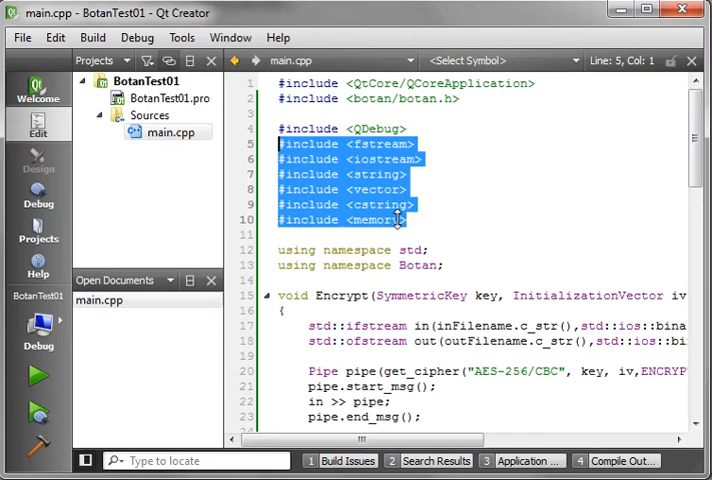 main.cpp - BotanTest01 - Qt Creator
File Edit Build Debug Tools Window Help
Projects main.cpp <Select Symbol> Line: 5, Col: 1
Welcome
Edit
Design
Debug
Projects
Help
BotanTest01
Debug
BotanTest01
BotanTest01.pro
Sources
main.cpp
Open Documents
main.cpp
1 #include <QtCore/QCoreApplication>
2 #include <botan/botan.h>
3
4 #include <QDebug>
5 #include <fstream>
6 #include <iostream>
7 #include <string>
8 #include <vector>
9 #include <cstring>
10 #include <memory>
11
12 using namespace std;
13 using namespace Botan;
14
15 void Encrypt(SymmetricKey key, InitializationVector iv
16 {
17 std::ifstream in(inFilename.c_str(),std::ios::bina
18 std::ofstream out(outFilename.c_str(),std::ios::bi
19
20 Pipe pipe(get_cipher("AES-256/CBC", key, iv,ENCRYP
21 pipe.start_msg();
22 in >> pipe;
23 pipe.end_msg();
24
Type to locate 1 Build Issues 2 Search Results 3 Application ... 4 Compile Out...